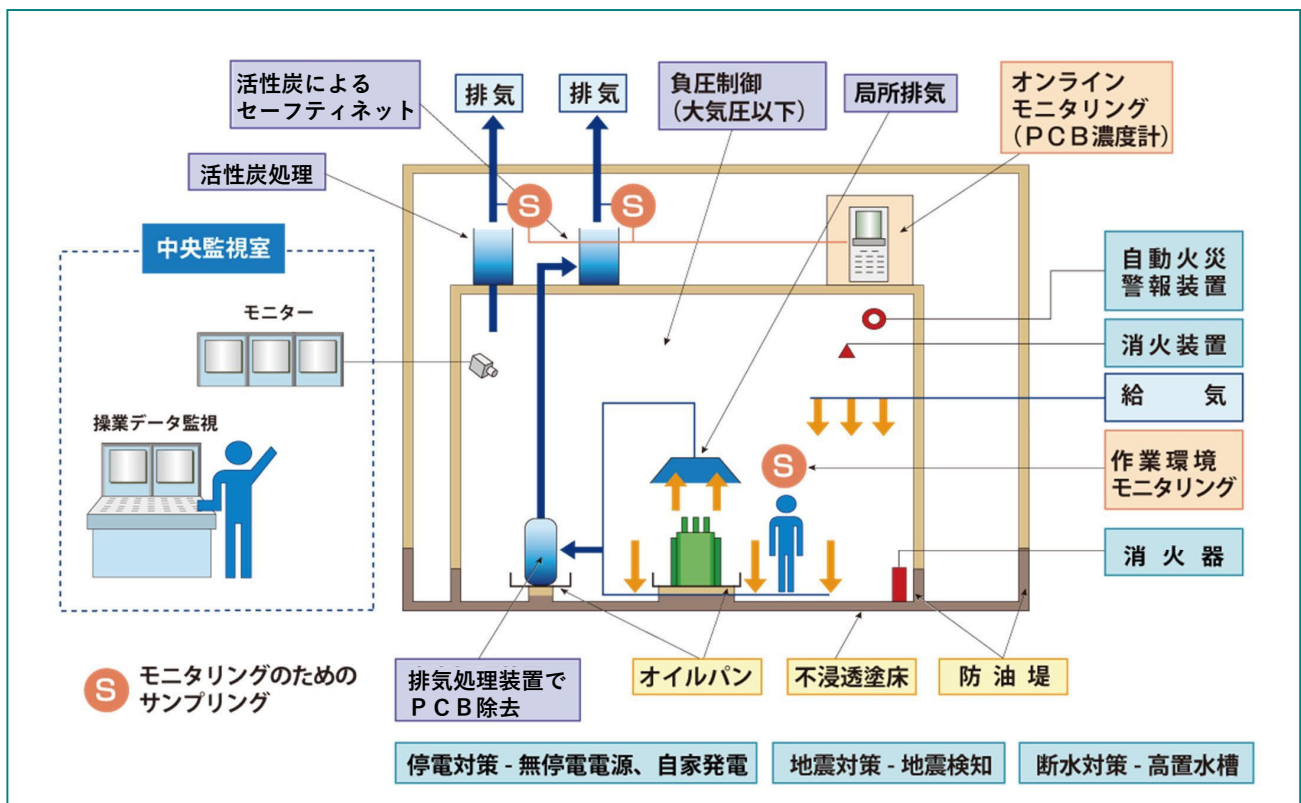 活性炭による
セーフティネット
排気
排気
負圧制御
（大気圧以下）
局所排気
オンライン
モニタリング
（ＰＣＢ濃度計）
活性炭処理
S
S
中央監視室
モニター
操業データ監視
自動火災
警報装置
消火装置
給気
S
作業環境
モニタリング
消火器
S
モニタリングのための
サンプリング
排気処理装置で
ＰＣＢ除去
オイルパン
不浸透塗床
防油堤
停電対策 - 無停電電源、自家発電
地震対策 - 地震検知
断水対策 - 高置水槽